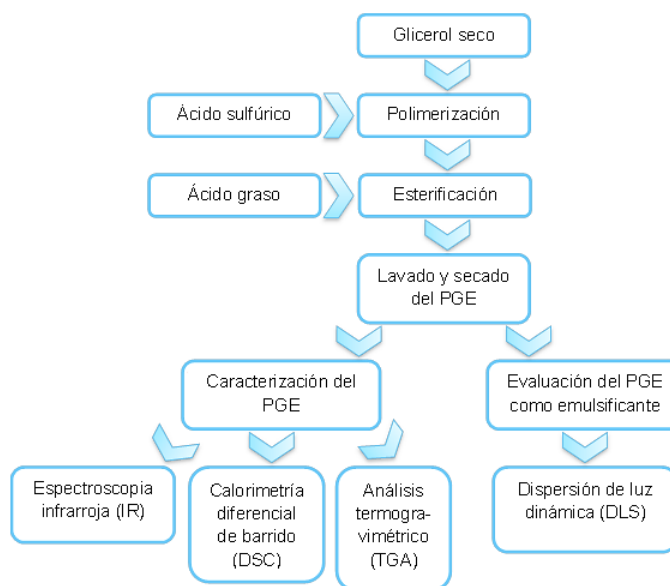 Glicerol seco
Ácido sulfúrico
Polimerización
Ácido graso
Esterificación
Lavado y secado
del PGE
Caracterización del
PGE
Evaluación del PGE
como emulsificante
Espectroscopia
infrarroja (IR)
Calorimetría
diferencial
de barrido
(DSC)
Análisis
termogra-
vimétrico
(TGA)
Dispersión de luz
dinámica (DLS)